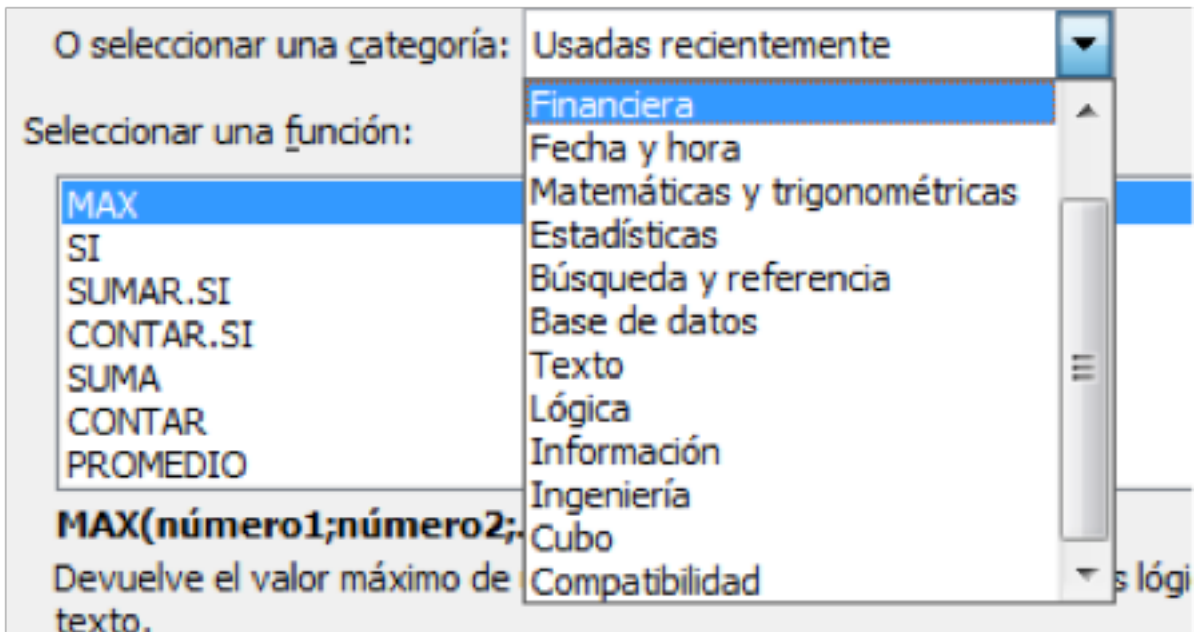 O seleccionar una categoría: Usadas recientemente
Financiera
Fecha y hora
Matemáticas y trigonométricas
Estadísticas
Búsqueda y referencia
Base de datos
Texto
Lógica
Información
Ingeniería
Cubo
Compatibilidad
Seleccionar una función:
MAX
SI
SUMAR.SI
CONTAR.SI
SUMA
CONTAR
PROMEDIO
MAX(número1;número2;.
Devuelve el valor máximo de s lógi
texto.